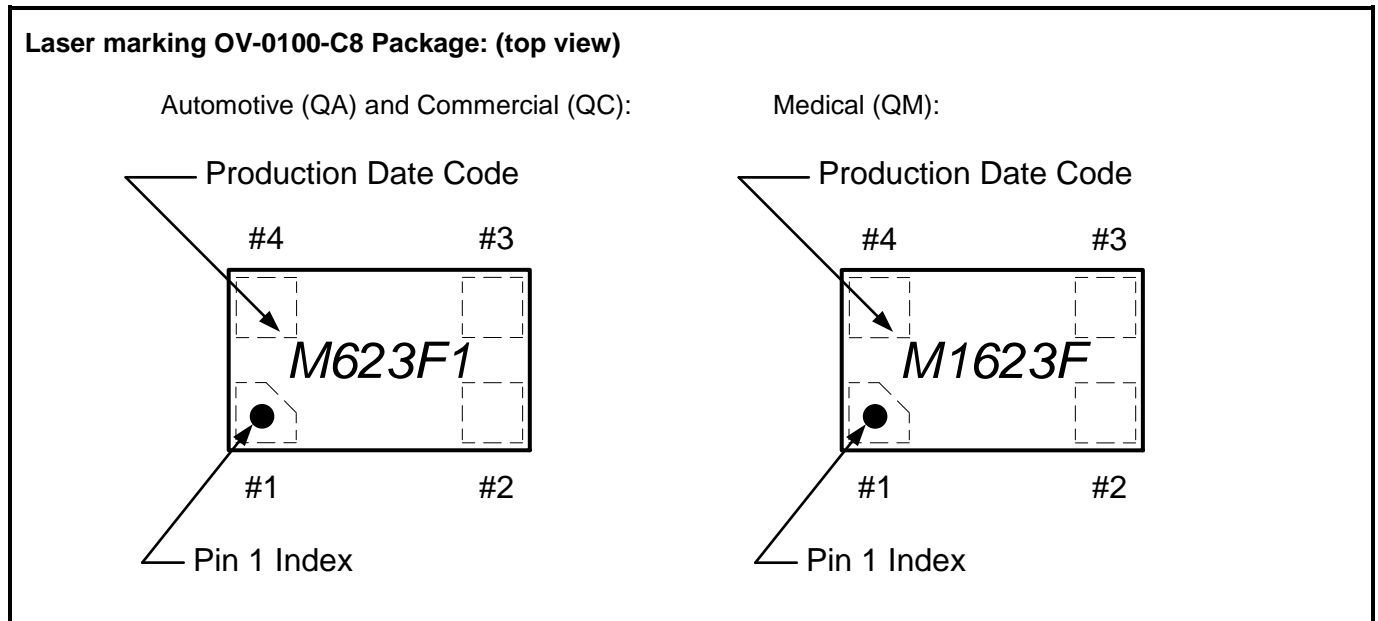 Laser marking OV-0100-C8 Package: (top view)
Automotive (QA) and Commercial (QC): Medical (QM):
Production Date Code Production Date Code
#4 #3 #4 #3
M623F1 M1623F
#1 #2 #1 #2
Pin 1 Index Pin 1 Index